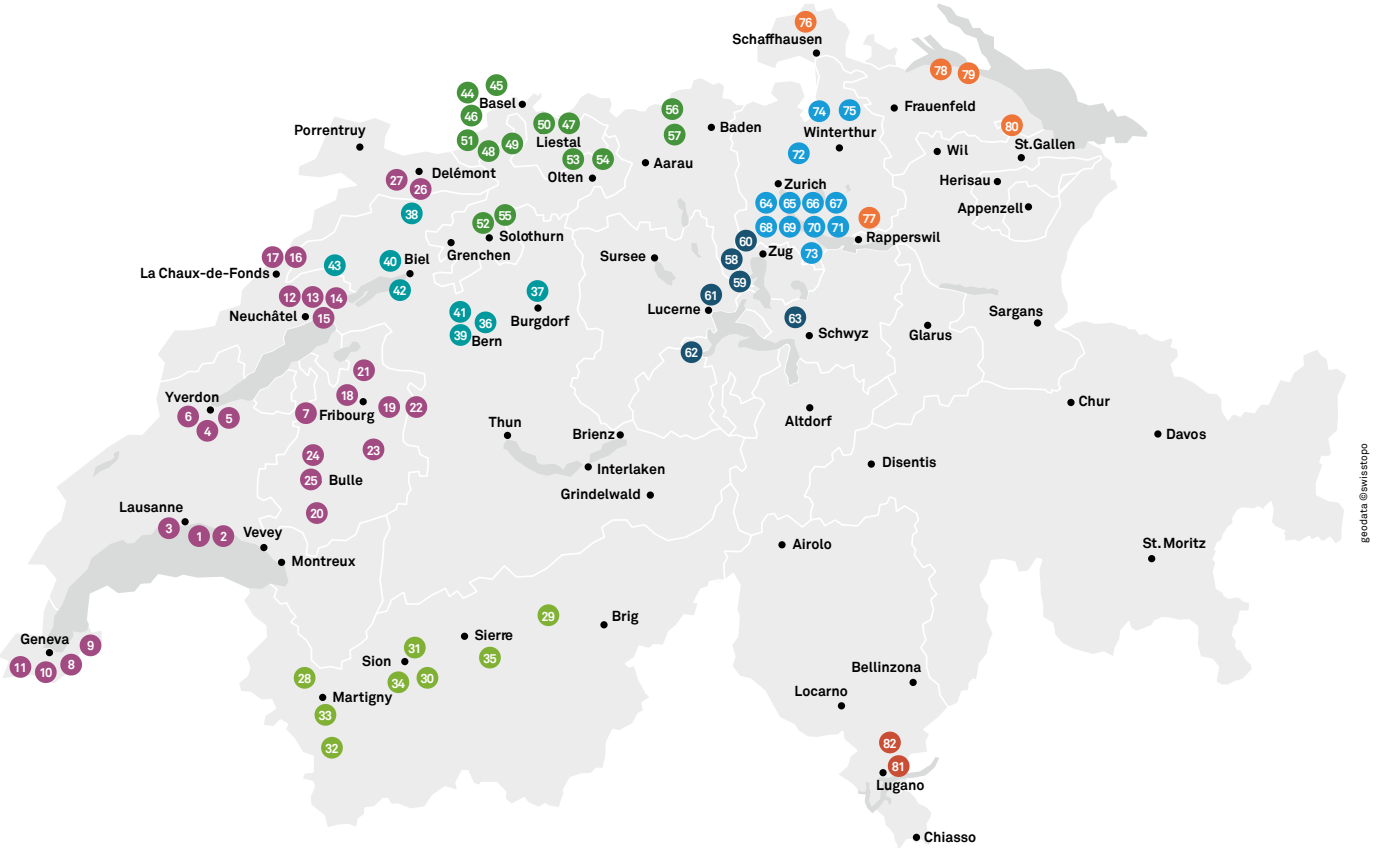 76
Schaffhausen
78 79
44 45
Basel
46
56
74 75
Frauenfeld
50 47
Liestal
57
Baden
Winterthur
80
Porrentruy
51 48 49
53 54
Aarau
72
Wil
St.Gallen
Delémont
Olten
Zurich
Herisau
27 26
64 65 66 67
Appenzell
38
52 55
Solothurn
68 69 70 71
77
Rapperswil
Grenchen
60
Zug 73
17 16
43
40 Biel
Sursee
58
La Chaux-de-Fonds
42
59
12 13 14
37
61
Neuchâtel 15
41 36
Burgdorf
Lucerne
63
Sargans
39 Bern
Schwyz
Glarus
62
21
Yverdon
18
6 5
7 Fribourg 19 22
Chur
4
Thun
Brienz
Altdorf
Davos
24 23
Interlaken
Disentis
25 Bulle
Grindelwald
Lausanne
20
3 1 2
Vevey
Montreux
Airolo
St. Moritz
geodata ©swisstopo
29
Brig
Geneva
9
31
Sierre
11 10 8
Sion
35
28
34 30
Bellinzona
Martigny
Locarno
33
32
82
81
Lugano
Chiasso